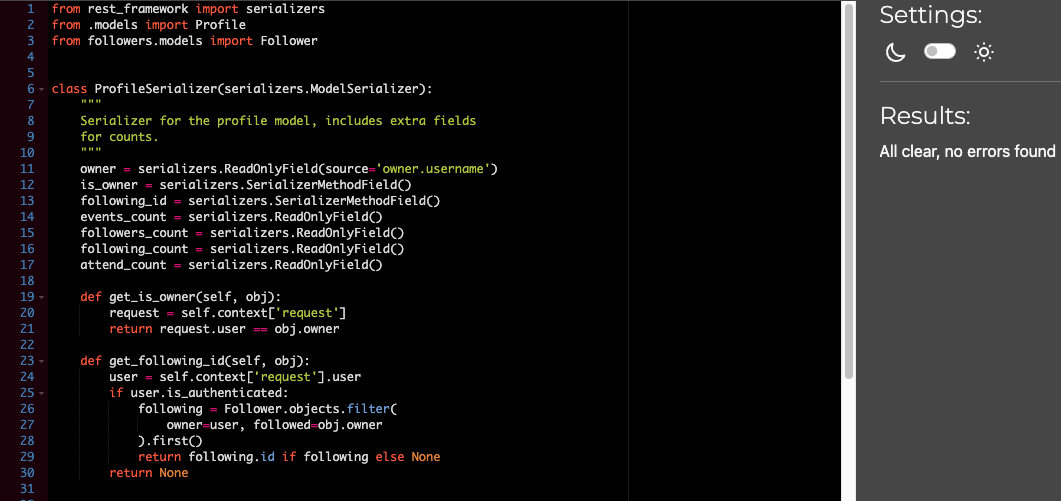 1 from rest_framework import serializers
2 from .models import Profile
3 from followers.models import Follower
4
5
6 class ProfileSerializer(serializers.ModelSerializer):
7     """
8     Serializer for the profile model, includes extra fields
9     for counts.
10     """
11     owner = serializers.ReadOnlyField(source='owner.username')
12     is_owner = serializers.SerializerMethodField()
13     following_id = serializers.SerializerMethodField()
14     events_count = serializers.ReadOnlyField()
15     followers_count = serializers.ReadOnlyField()
16     following_count = serializers.ReadOnlyField()
17     attend_count = serializers.ReadOnlyField()
18
19     def get_is_owner(self, obj):
20         request = self.context['request']
21         return request.user == obj.owner
22
23     def get_following_id(self, obj):
24         user = self.context['request'].user
25         if user.is_authenticated:
26             following = Follower.objects.filter(
27                 owner=user, followed=obj.owner
28             ).first()
29             return following.id if following else None
30         return None
31
Settings:
Results:
All clear, no errors found